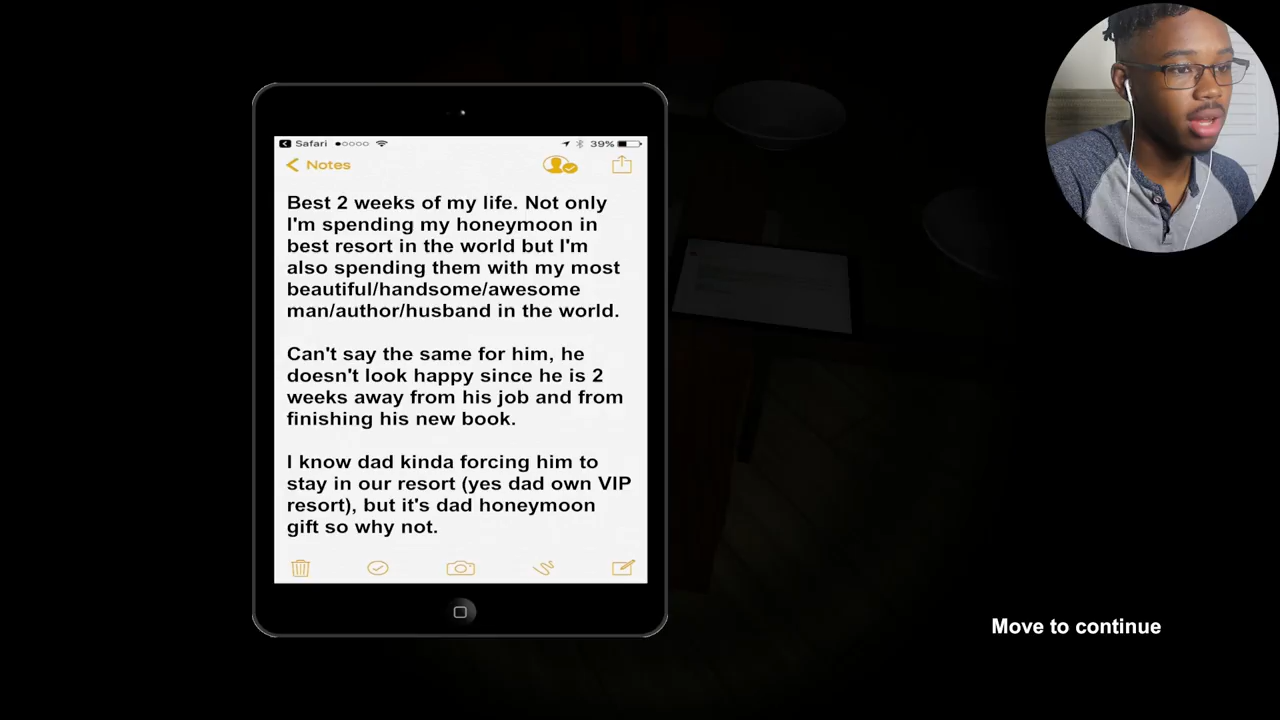 Safari 39%
Notes
Best 2 weeks of my life. Not only
I'm spending my honeymoon in
best resort in the world but I'm
also spending them with my most
beautiful/handsome/awesome
man/author/husband in the world.
Can't say the same for him, he
doesn't look happy since he is 2
weeks away from his job and from
finishing his new book.
I know dad kinda forcing him to
stay in our resort (yes dad own VIP
resort), but it's dad honeymoon
gift so why not.
Move to continue